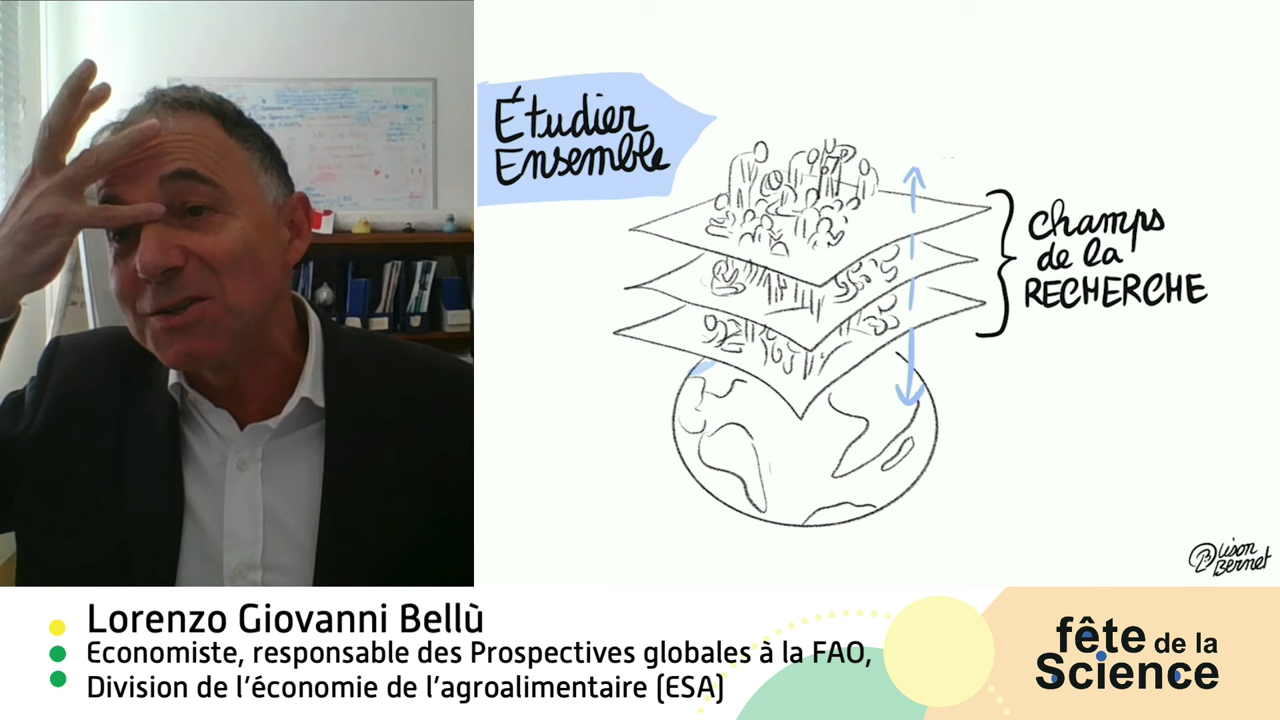 Étudier
Ensemble
champs
de la
RECHERCHE
Alison
Bernet
Lorenzo Giovanni Bellù
Economiste, responsable des Prospectives globales à la FAO,
Division de l'économie de l'agroalimentaire (ESA)
fête de la
Science